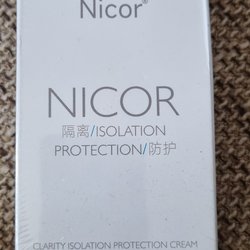 Nicor®
NICOR
隔离/ISOLATION
PROTECTION/防护
CLARITY ISOLATION PROTECTION CREAM